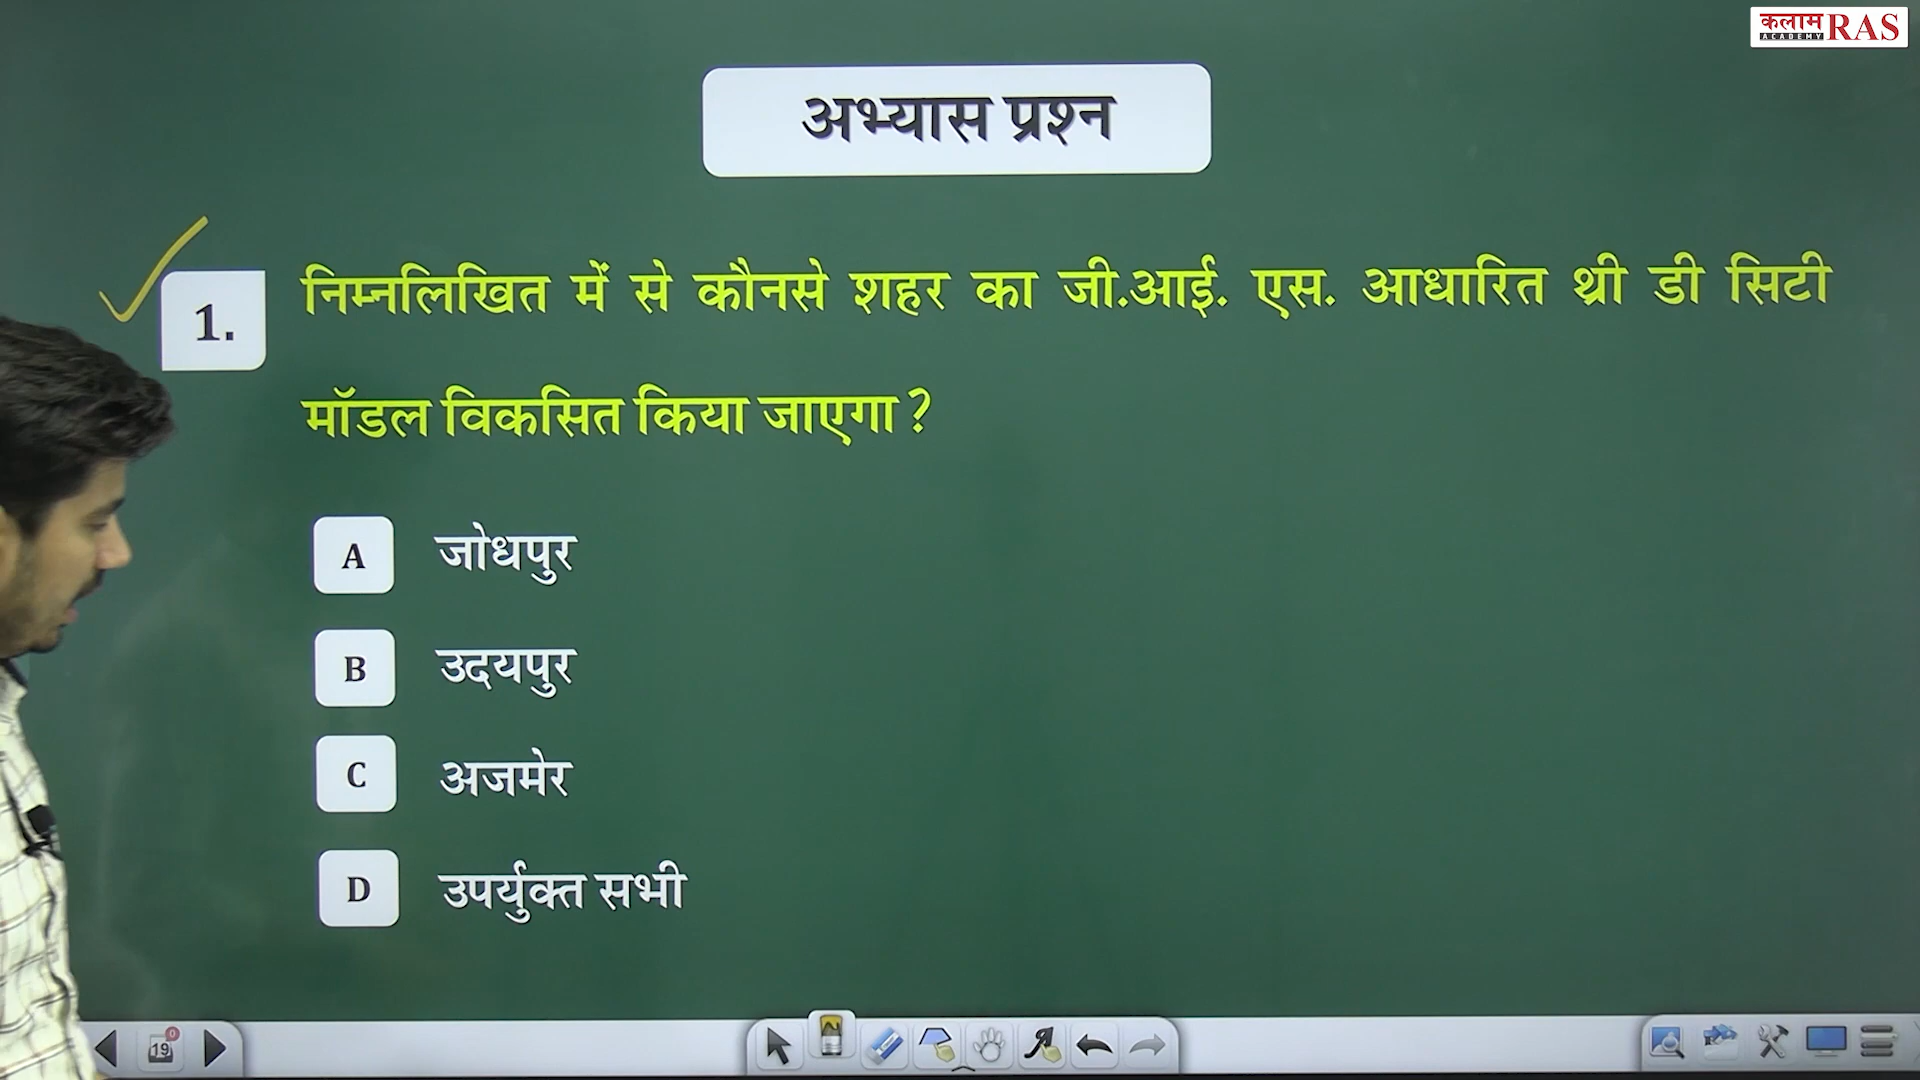 कलाम RAS
ACADEMY
अभ्यास प्रश्न
1. निम्नलिखित में से कौनसे शहर का जी.आई. एस. आधारित थ्री डी सिटी
मॉडल विकसित किया जाएगा ?
A जोधपुर
B उदयपुर
C अजमेर
D उपर्युक्त सभी
19 0